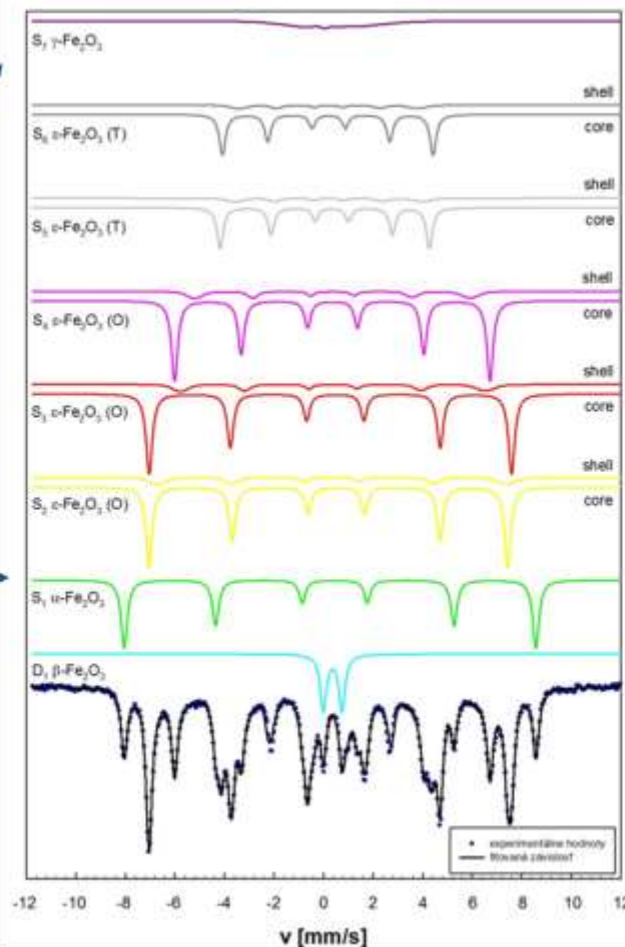 S₇ γ-Fe₂O₃
shell
S₆ ε-Fe₂O₃ (T)
core
shell
S₅ ε-Fe₂O₃ (T)
core
shell
S₄ ε-Fe₂O₃ (O)
core
shell
S₃ ε-Fe₂O₃ (O)
core
shell
S₂ ε-Fe₂O₃ (O)
core
S₁ α-Fe₂O₃
D₁ β-Fe₂O₃
experimentálne hodnoty
fitovaná závislosť
-12 -10 -8 -6 -4 -2 0 2 4 6 8 10 12
v [mm/s]